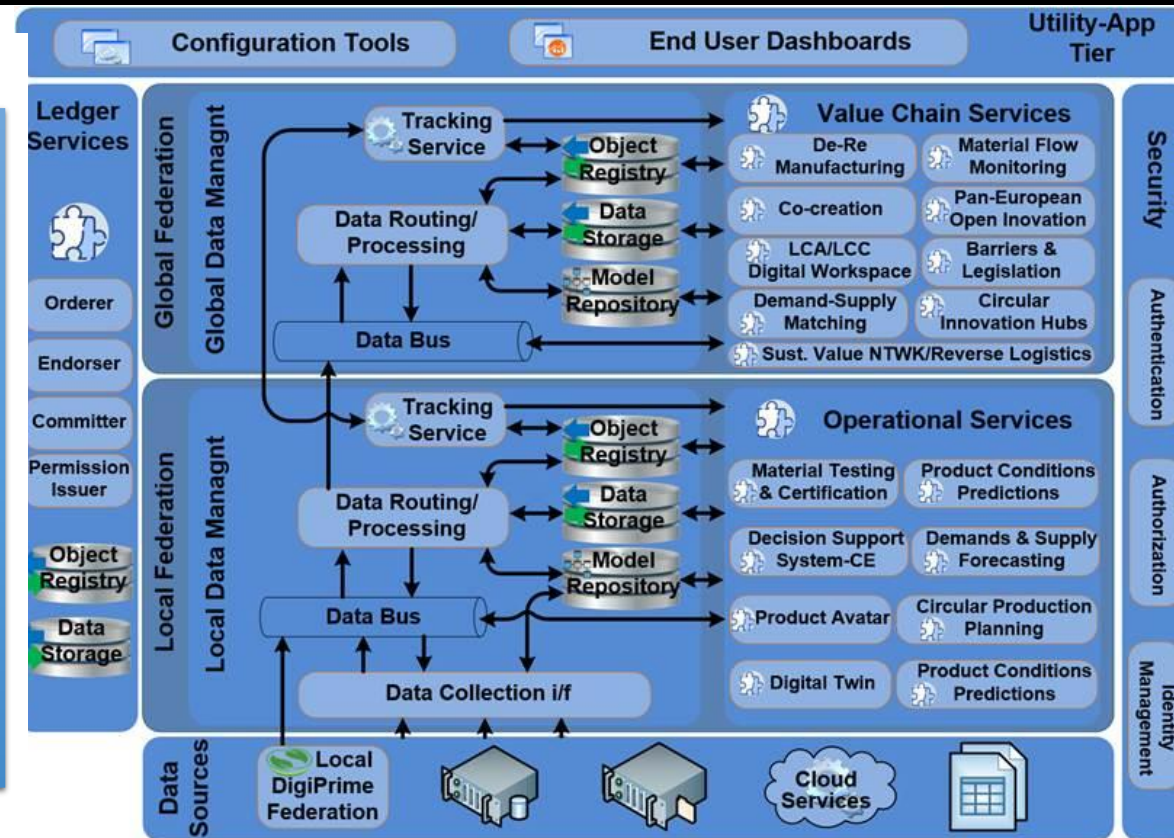 Configuration Tools
End User Dashboards
Utility-App
Tier
Ledger
Services
Orderer
Endorser
Committer
Permission
Issuer
Object
Registry
Data
Storage
Global Federation
Global Data Managnt
Tracking
Service
Data Routing/
Processing
Data Bus
Object
Registry
Data
Storage
Model
Repository
Value Chain Services
De-Re
Manufacturing
Material Flow
Monitoring
Co-creation
Pan-European
Open Inovation
LCA/LCC
Digital Workspace
Barriers &
Legislation
Demand-Supply
Matching
Circular
Innovation Hubs
Sust. Value NTWK/Reverse Logistics
Local Federation
Local Data Managnt
Tracking
Service
Data Routing/
Processing
Data Bus
Data Collection i/f
Object
Registry
Data
Storage
Model
Repository
Operational Services
Material Testing
& Certification
Product Conditions
Predictions
Decision Support
System-CE
Demands & Supply
Forecasting
Product Avatar
Circular Production
Planning
Digital Twin
Product Conditions
Predictions
Security
Authentication
Authorization
Identity
Management
Data
Sources
Local
DigiPrime
Federation
Cloud
Services